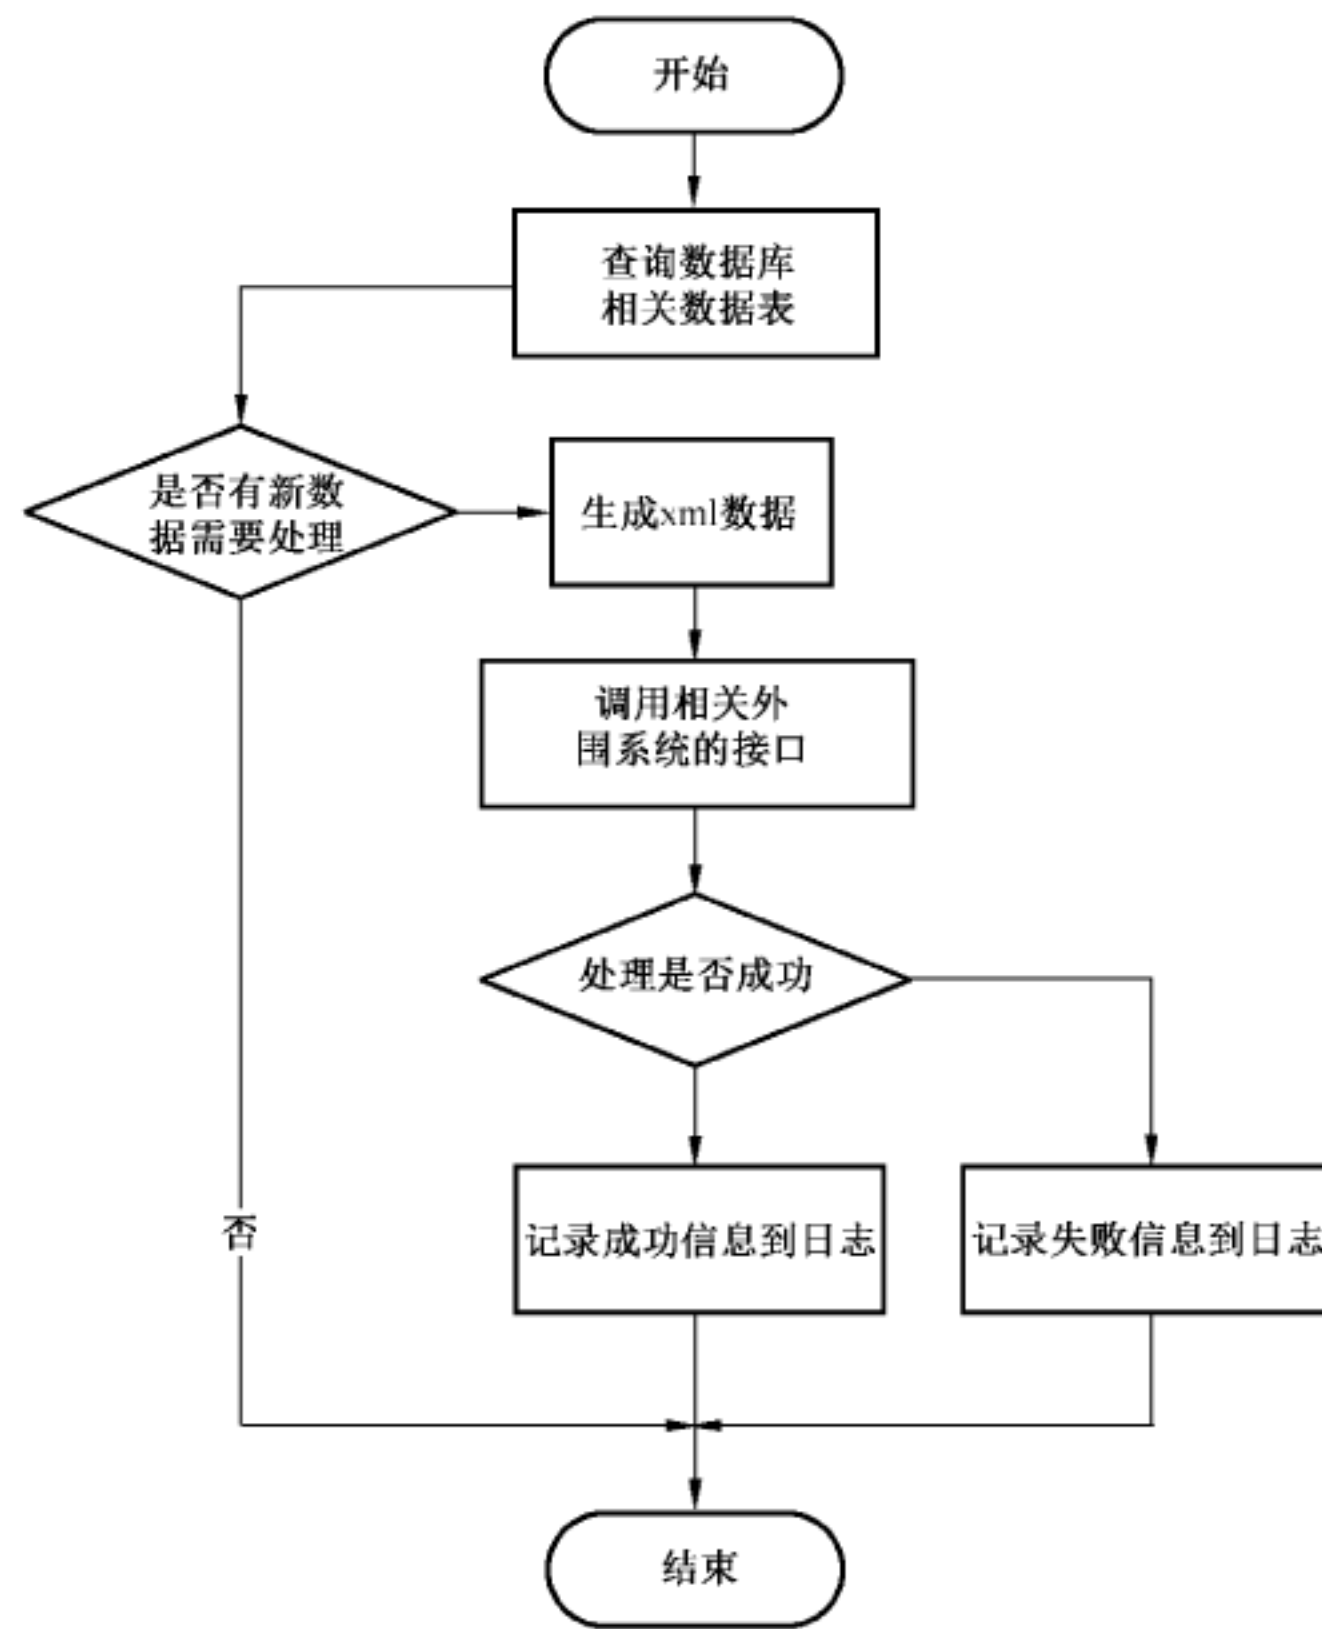 开始
查询数据库
相关数据表
是否有新数
据需要处理
生成xml数据
调用相关外
围系统的接口
处理是否成功
否
记录成功信息到日志
记录失败信息到日志
结束